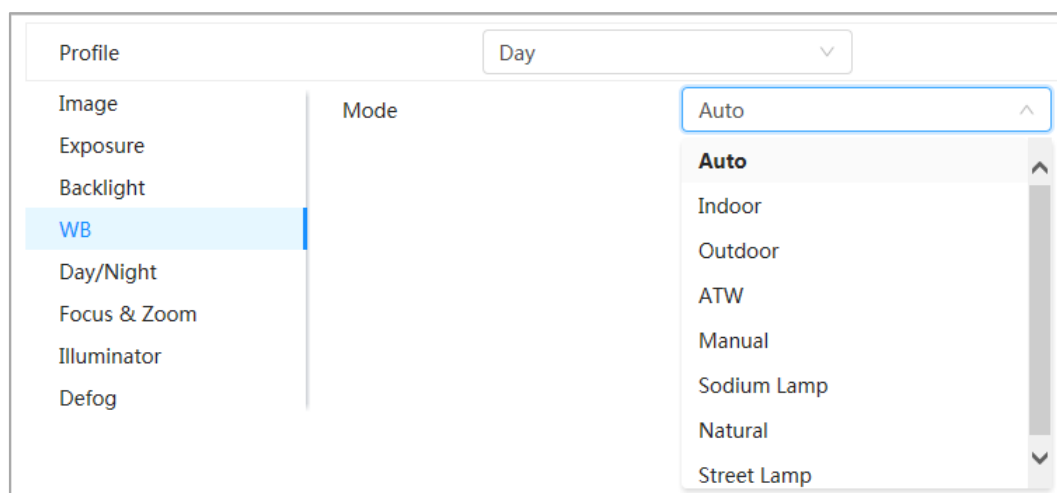 Profile
Day
Image
Exposure
Backlight
WB
Day/Night
Focus & Zoom
Illuminator
Defog
Mode
Auto
Auto
Indoor
Outdoor
ATW
Manual
Sodium Lamp
Natural
Street Lamp